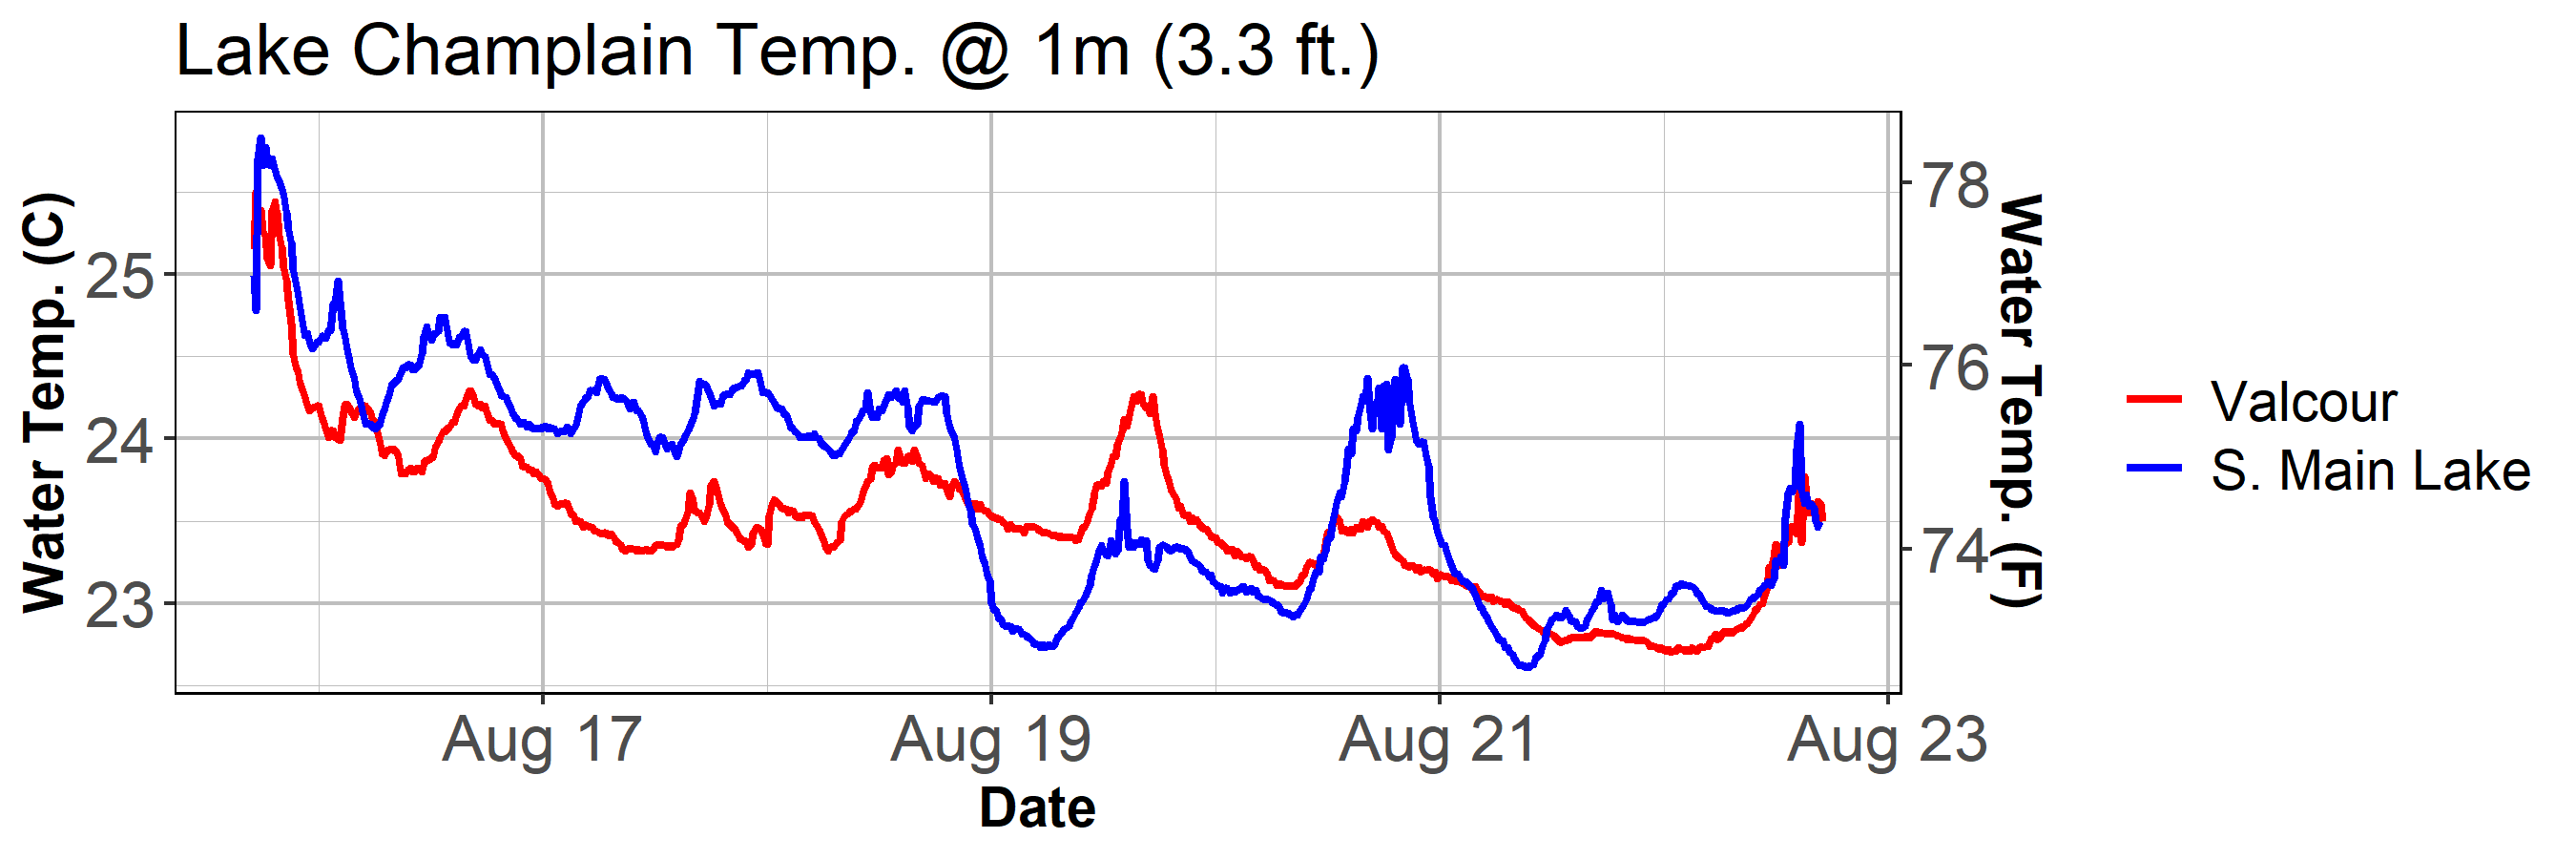 Lake Champlain Temp. @ 1m (3.3 ft.)
Water Temp. (C)
25
24
23
78
76
74
Water Temp. (F)
Aug 17
Aug 19
Aug 21
Aug 23
Date
Valcour
S. Main Lake